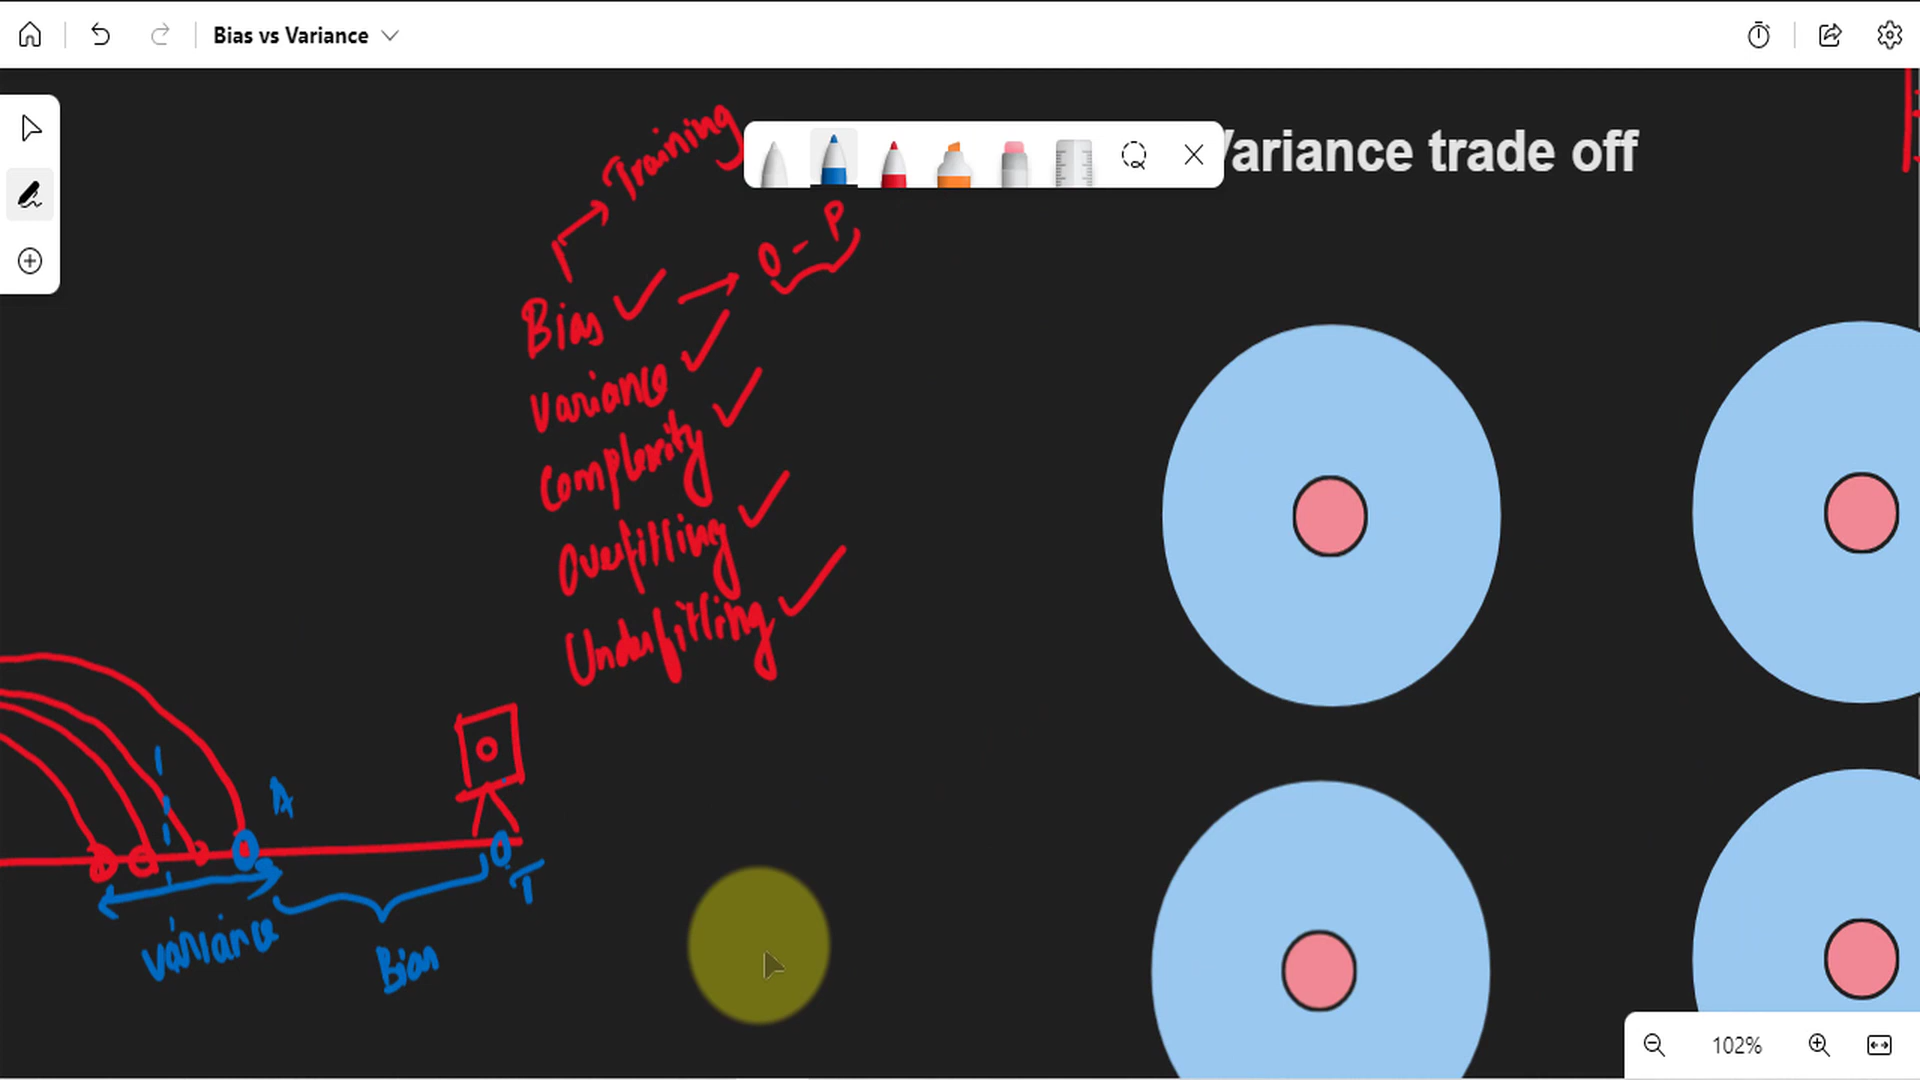 Bias vs Variance
Variance trade off
Training
O - P
Bias
Variance
Complexity
Overfitting
Underfitting
A
T
variance
Bias
102%